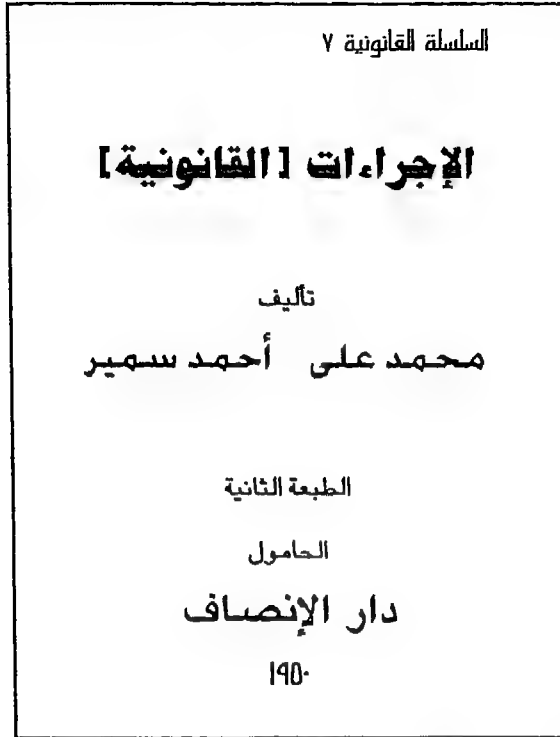 السلسلة القانونية ٧
الإجراءات [القانونية]
تأليف
محمد على أحمد سمير
الطبعة الثانية
الحامول
دار الإنصاف
١٩٥٠